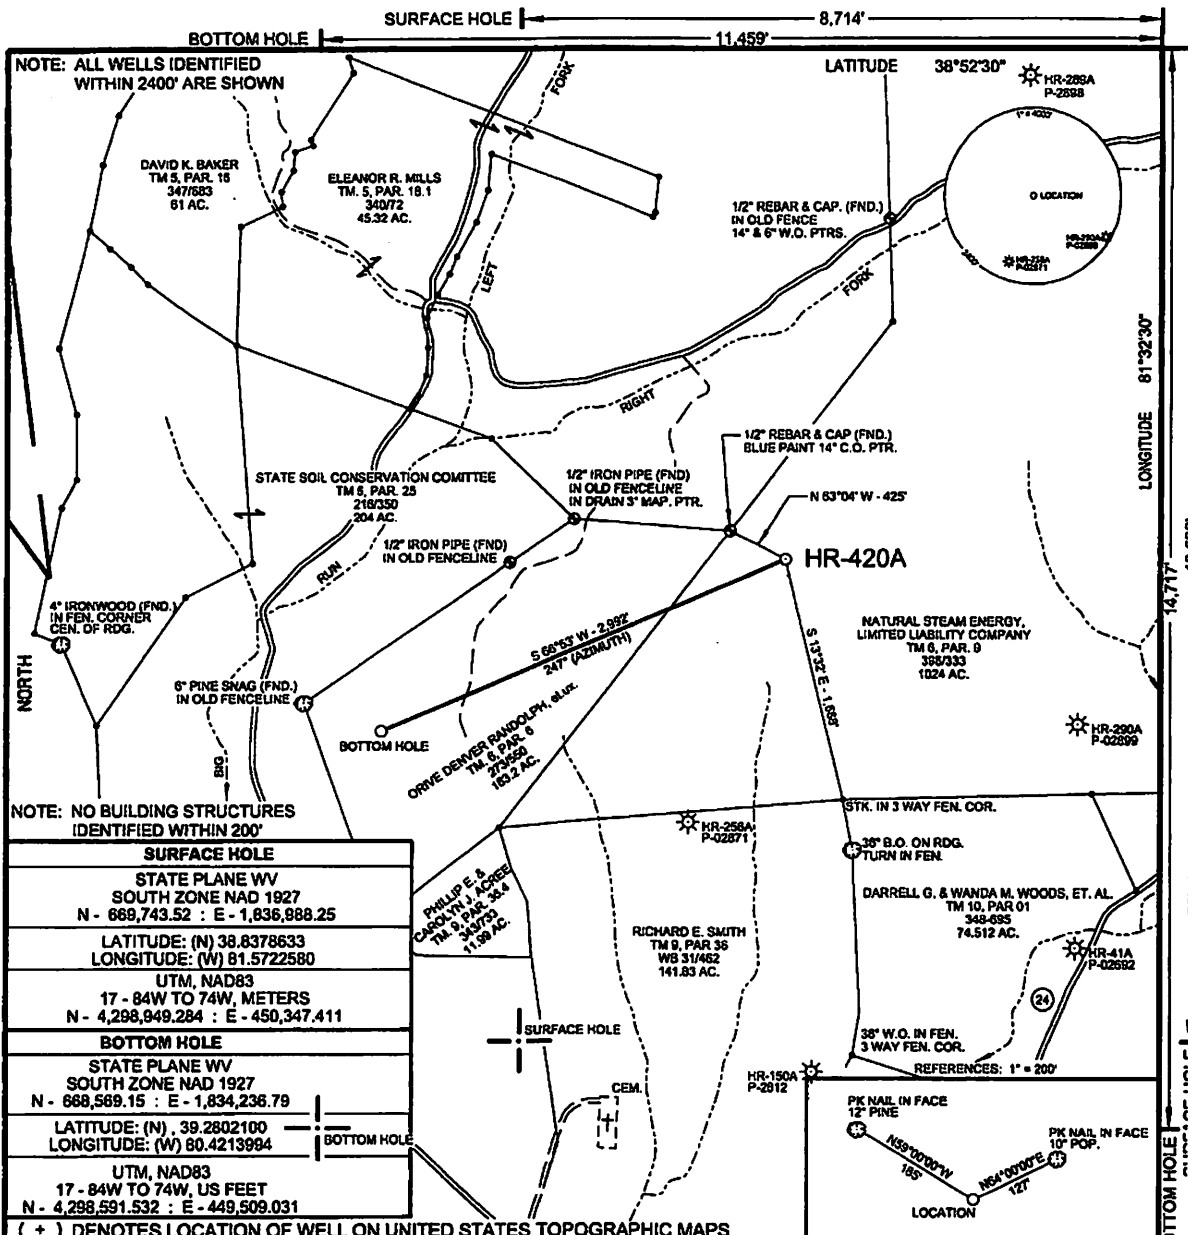 SURFACE HOLE
8,714'
BOTTOM HOLE
11,459'
NOTE: ALL WELLS IDENTIFIED
WITHIN 2400' ARE SHOWN
LATITUDE 38°52'30"
HR-289A
P-2898
1" = 4000'
O LOCATION
HR-258A
P-02871
2400'
FORK
DAVID K. BAKER
TM 5, PAR. 16
347/683
61 AC.
ELEANOR R. MILLS
TM. 5, PAR. 18.1
340/72
45.32 AC.
1/2" REBAR & CAP. (FND.)
IN OLD FENCE
14" & 6" W.O. PTRS.
LEFT
FORK
LONGITUDE 81°32'30"
RIGHT
1/2" REBAR & CAP (FND.)
BLUE PAINT 14" C.O. PTR.
STATE SOIL CONSERVATION COMITTEE
TM 6, PAR. 25
216/350
204 AC.
1/2" IRON PIPE (FND)
IN OLD FENCELINE
IN DRAIN 3" MAP. PTR.
N 63°04' W - 425'
1/2" IRON PIPE (FND)
IN OLD FENCELINE
HR-420A
RUN
14,717'
4" IRONWOOD (FND.)
IN FEN. CORNER
CEN. OF RDG.
S 66°53' W - 2,992'
247° (AZIMUTH)
NATURAL STEAM ENERGY,
LIMITED LIABILITY COMPANY
TM 6, PAR. 9
398/333
1024 AC.
S 13°32' E - 1,668'
NORTH
6" PINE SNAG (FND.)
IN OLD FENCELINE
BOTTOM HOLE
ORIVE DENVER RANDOLPH, eLux.
TM. 6, PAR. 6
273/550
163.2 AC.
HR-290A
P-02899
BIG
NOTE: NO BUILDING STRUCTURES
IDENTIFIED WITHIN 200'
STK. IN 3 WAY FEN. COR.
HR-258A
P-02871
36" B.O. ON RDG.
TURN IN FEN.
SURFACE HOLE
STATE PLANE WV
SOUTH ZONE NAD 1927
N - 669,743.52 : E - 1,836,988.25
LATITUDE: (N) 38.8378633
LONGITUDE: (W) 81.5722580
UTM, NAD83
17 - 84W TO 74W, METERS
N - 4,298,949.284 : E - 450,347.411
BOTTOM HOLE
STATE PLANE WV
SOUTH ZONE NAD 1927
N - 668,569.15 : E - 1,834,236.79
LATITUDE: (N) , 39.2802100
LONGITUDE: (W) 80.4213994
UTM, NAD83
17 - 84W TO 74W, US FEET
N - 4,298,591.532 : E - 449,509.031
PHILLIP E. &
CAROLYN J. ACREE
TM. 9, PAR. 36.4
343/733
11.99 AC.
RICHARD E. SMITH
TM 9, PAR 36
WB 31/462
141.83 AC.
DARRELL G. & WANDA M. WOODS, ET. AL.
TM 10, PAR 01
348-695
74.512 AC.
HR-41A
P-02692
24
SURFACE HOLE
36" W.O. IN FEN.
3 WAY FEN. COR.
HR-150A
P-2812
REFERENCES: 1" = 200'
CEM.
BOTTOM HOLE
PK NAIL IN FACE
12" PINE
PK NAIL IN FACE
10" POP.
N59°00'00"W
185'
N64°00'00"E
127'
LOCATION
SURFACE HOLE
( + ) DENOTES LOCATION OF WELL ON UNITED STATES TOPOGRAPHIC MAPS